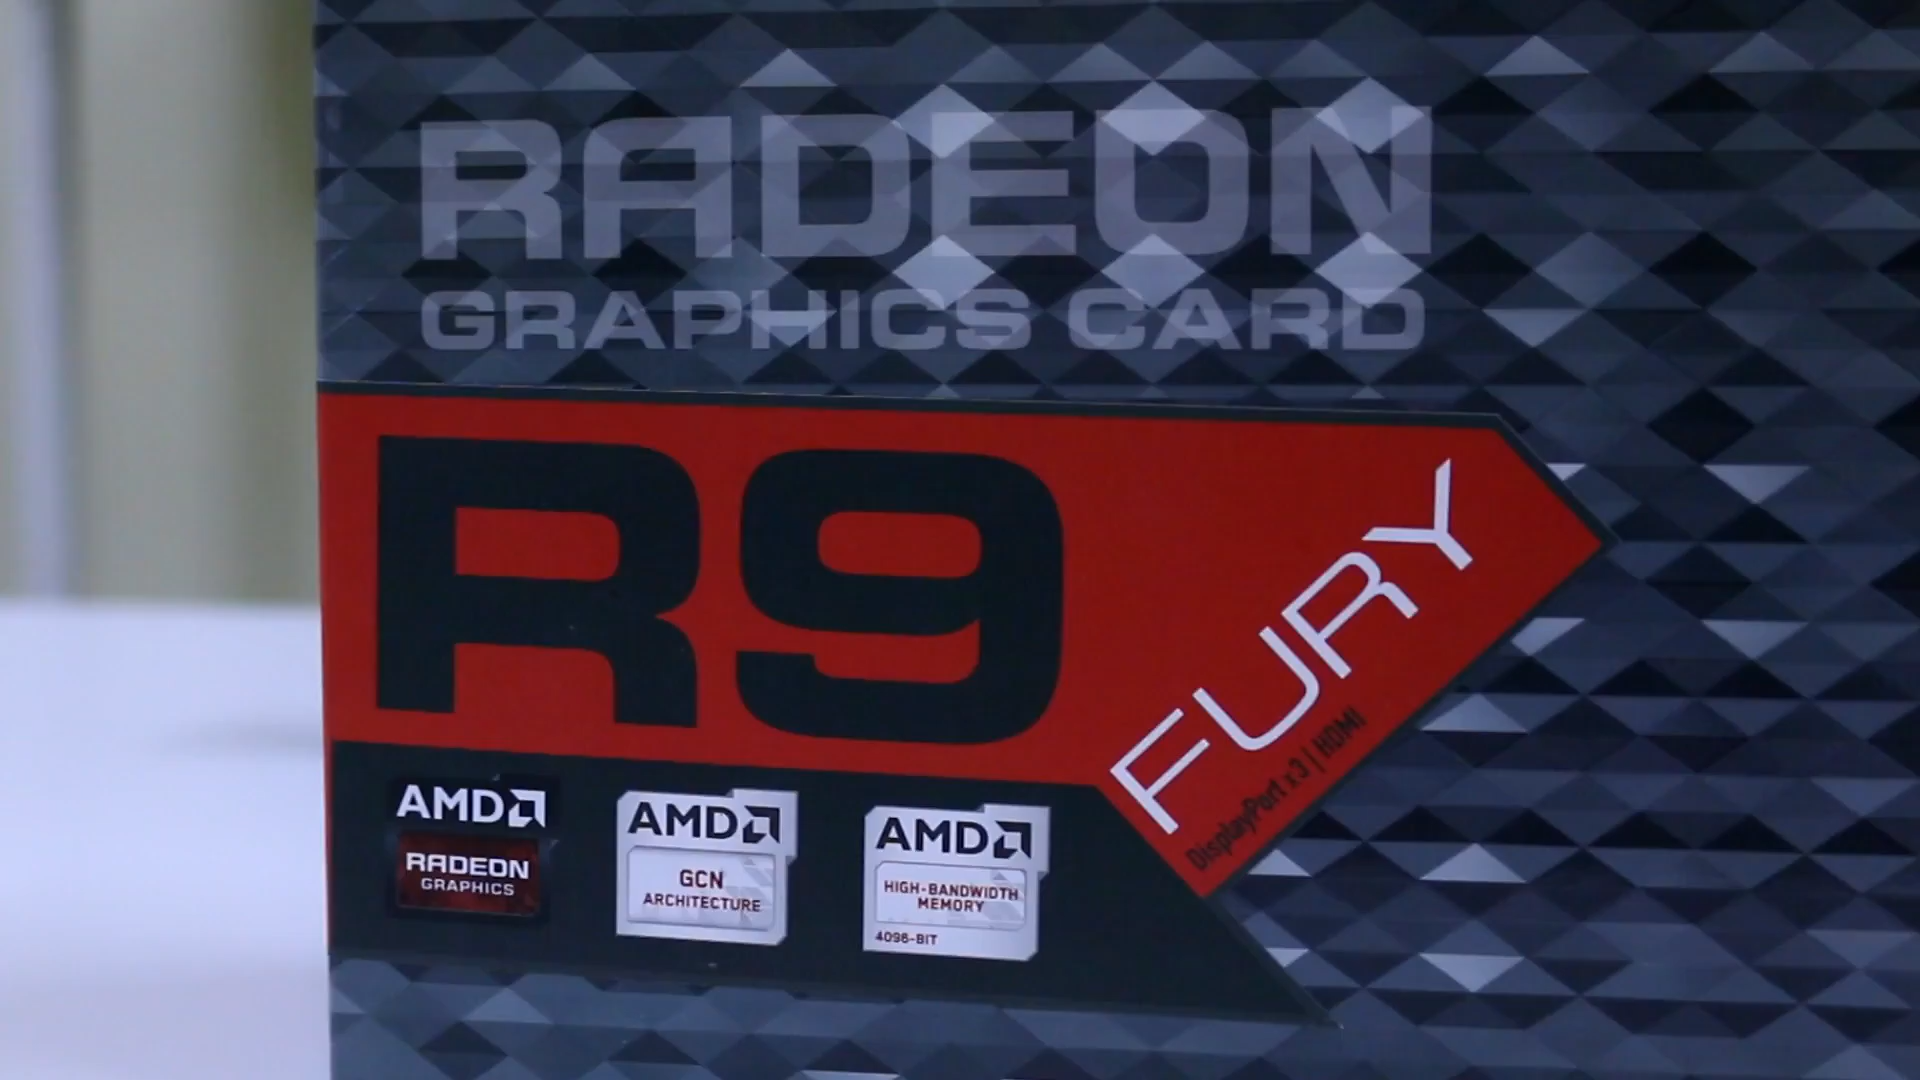 RADEON
GRAPHICS CARD
R9
FURY
DisplayPort x 3 | HDMI
AMD
RADEON
GRAPHICS
AMD
GCN
ARCHITECTURE
AMD
HIGH-BANDWIDTH
MEMORY
4096-BIT